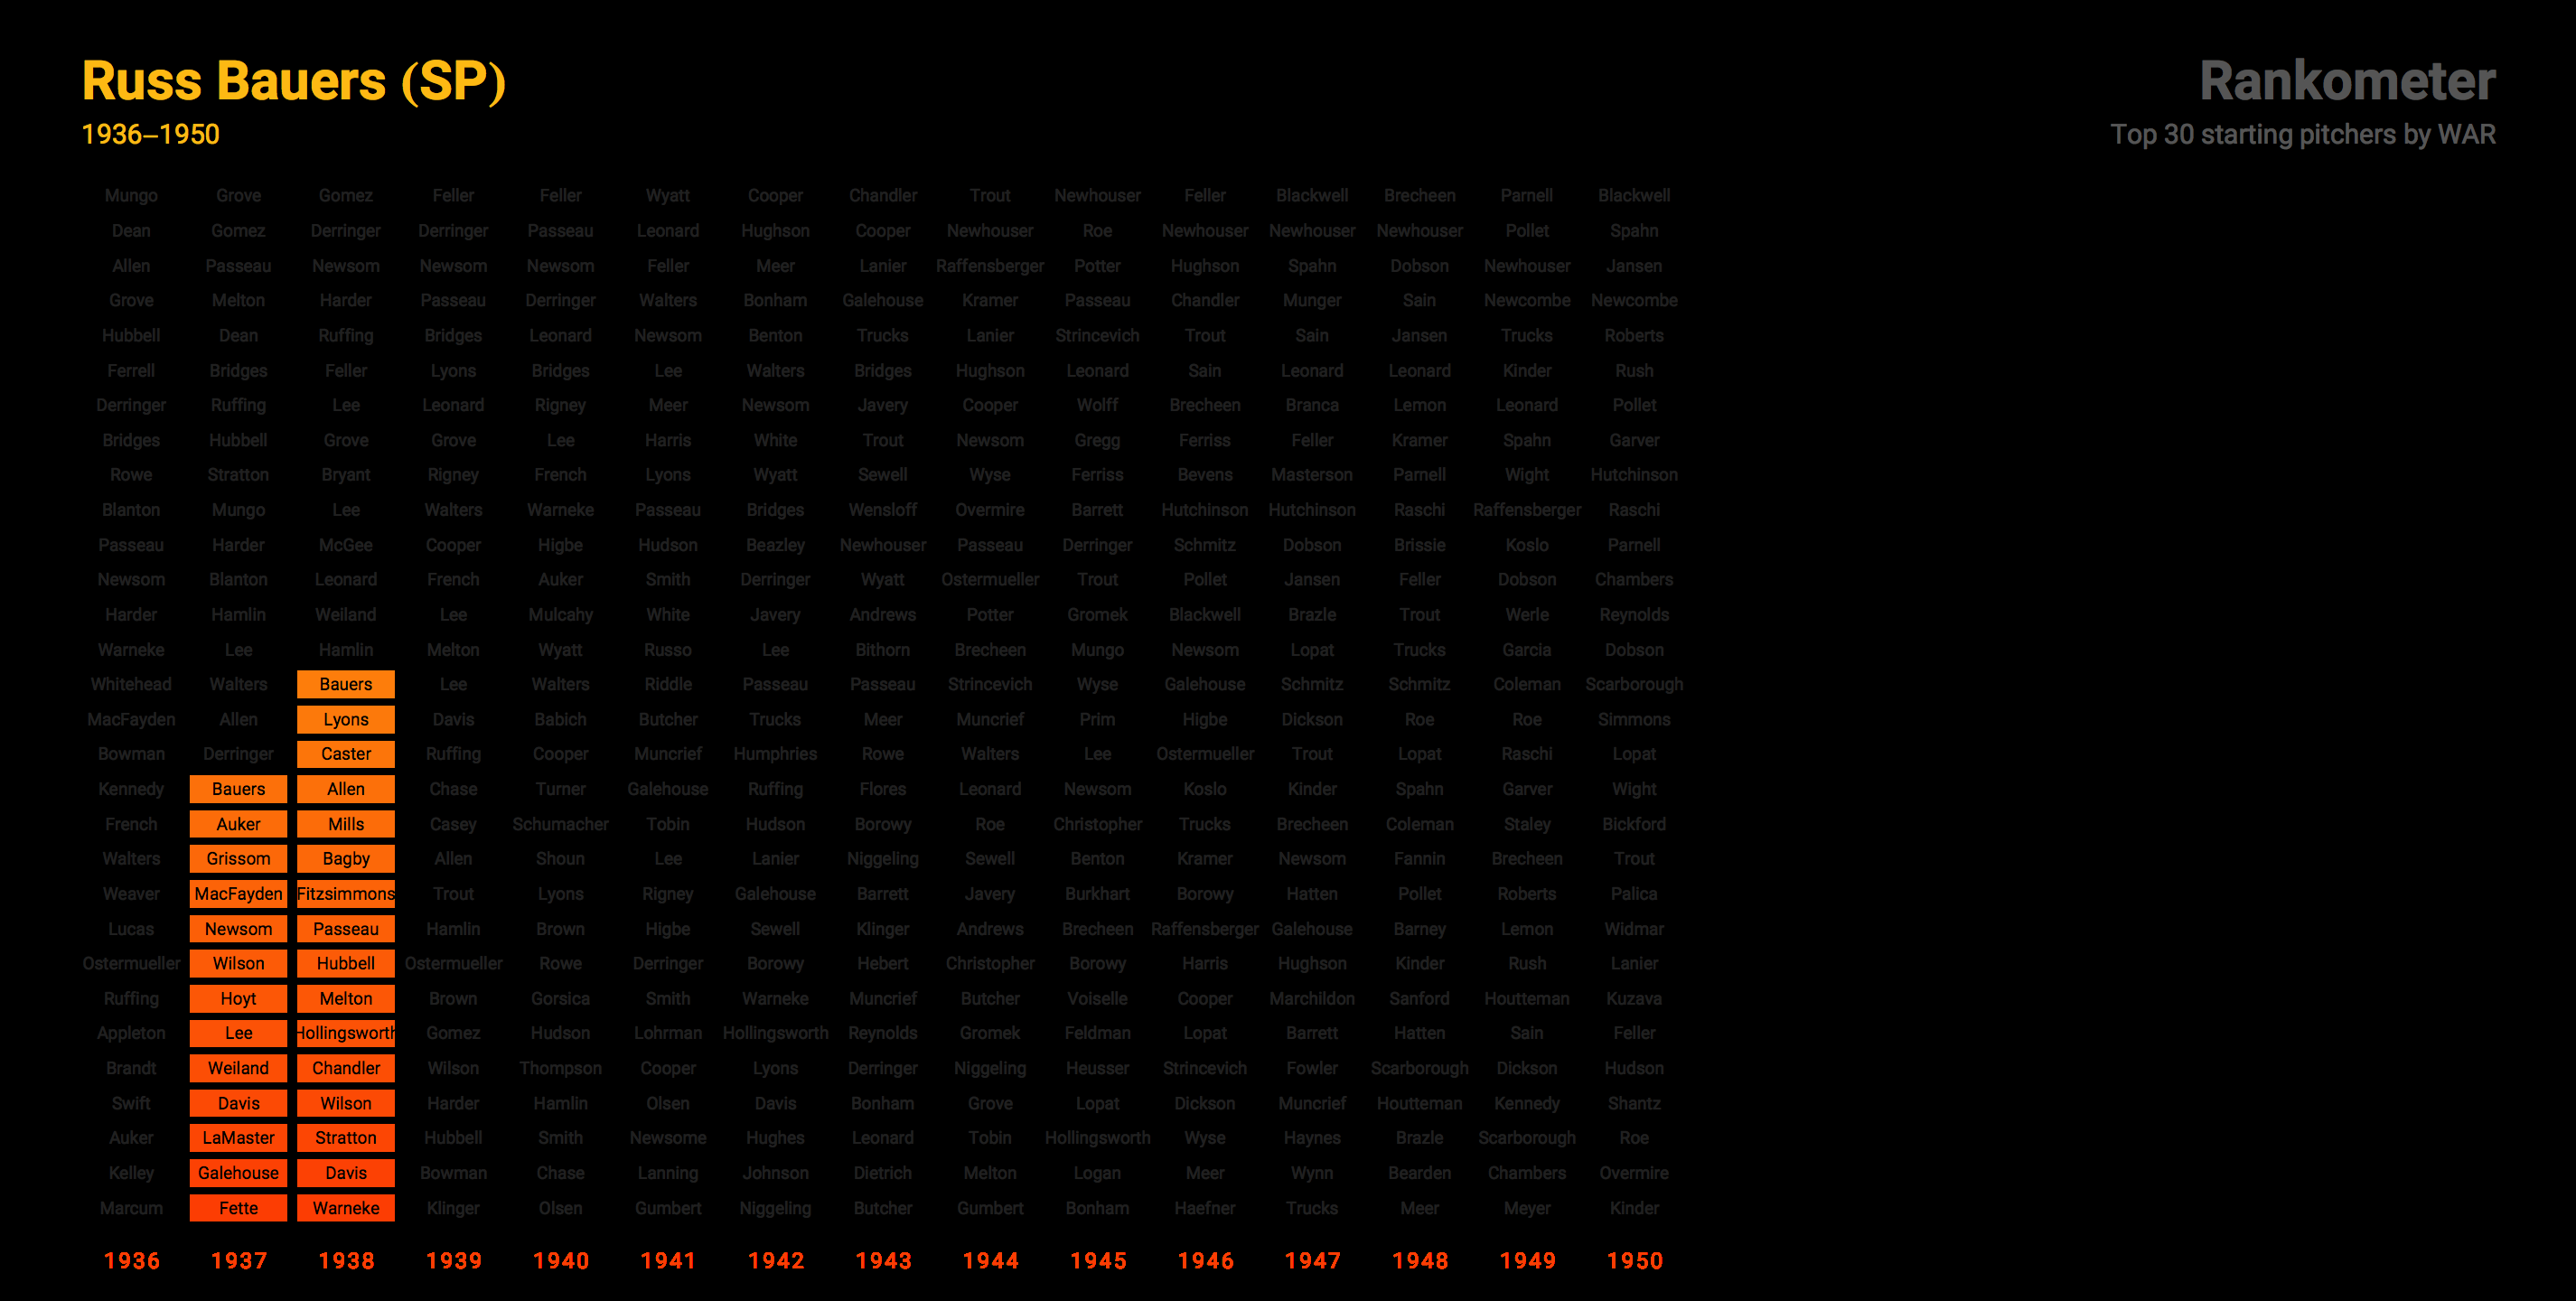 Russ Bauers (SP)
Rankometer
1936–1950
Top 30 starting pitchers by WAR
Mungo Grove Gomez Feller Feller Wyatt Cooper Chandler Trout Newhouser Feller Blackwell Brecheen Parnell Blackwell
Dean Gomez Derringer Derringer Passeau Leonard Hughson Cooper Newhouser Roe Newhouser Newhouser Newhouser Pollet Spahn
Allen Passeau Newsom Newsom Newsom Feller Meer Lanier Raffensberger Potter Hughson Spahn Dobson Newhouser Jansen
Grove Melton Harder Passeau Derringer Walters Bonham Galehouse Kramer Passeau Chandler Munger Sain Newcombe Newcombe
Hubbell Dean Ruffing Bridges Leonard Newsom Benton Trucks Lanier Strincevich Trout Sain Jansen Trucks Roberts
Ferrell Bridges Feller Lyons Bridges Lee Walters Bridges Hughson Leonard Sain Leonard Leonard Kinder Rush
Derringer Ruffing Lee Leonard Rigney Meer Newsom Javery Cooper Wolff Brecheen Branca Lemon Leonard Pollet
Bridges Hubbell Grove Grove Lee Harris White Trout Newsom Gregg Ferriss Feller Kramer Spahn Garver
Rowe Stratton Bryant Rigney French Lyons Wyatt Sewell Wyse Ferriss Bevens Masterson Parnell Wight Hutchinson
Blanton Mungo Lee Walters Warneke Passeau Bridges Wensloff Overmire Barrett Hutchinson Hutchinson Raschi Raffensberger Raschi
Passeau Harder McGee Cooper Higbe Hudson Beazley Newhouser Passeau Derringer Schmitz Dobson Brissie Koslo Parnell
Newsom Blanton Leonard French Auker Smith Derringer Wyatt Ostermueller Trout Pollet Jansen Feller Dobson Chambers
Harder Hamlin Weiland Lee Mulcahy White Javery Andrews Potter Gromek Blackwell Brazle Trout Werle Reynolds
Warneke Lee Hamlin Melton Wyatt Russo Lee Bithorn Brecheen Mungo Newsom Lopat Trucks Garcia Dobson
Whitehead Walters Bauers Lee Walters Riddle Passeau Passeau Strincevich Wyse Galehouse Schmitz Schmitz Coleman Scarborough
MacFayden Allen Lyons Davis Babich Butcher Trucks Meer Muncrief Prim Higbe Dickson Roe Roe Simmons
Bowman Derringer Caster Ruffing Cooper Muncrief Humphries Rowe Walters Lee Ostermueller Trout Lopat Raschi Lopat
Kennedy Bauers Allen Chase Turner Galehouse Ruffing Flores Leonard Newsom Koslo Kinder Spahn Garver Wight
French Auker Mills Casey Schumacher Tobin Hudson Borowy Roe Christopher Trucks Brecheen Coleman Staley Bickford
Walters Grissom Bagby Allen Shoun Lee Lanier Niggeling Sewell Benton Kramer Newsom Fannin Brecheen Trout
Weaver MacFayden Fitzsimmons Trout Lyons Rigney Galehouse Barrett Javery Burkhart Borowy Hatten Pollet Roberts Palica
Lucas Newsom Passeau Hamlin Brown Higbe Sewell Klinger Andrews Brecheen Raffensberger Galehouse Barney Lemon Widmar
Ostermueller Wilson Hubbell Ostermueller Rowe Derringer Borowy Hebert Christopher Borowy Harris Hughson Kinder Rush Lanier
Ruffing Hoyt Melton Brown Gorsica Smith Warneke Muncrief Butcher Voiselle Cooper Marchildon Sanford Houtteman Kuzava
Appleton Lee Hollingsworth Gomez Hudson Lohrman Hollingsworth Reynolds Gromek Feldman Lopat Barrett Hatten Sain Feller
Brandt Weiland Chandler Wilson Thompson Cooper Lyons Derringer Niggeling Heusser Strincevich Fowler Scarborough Dickson Hudson
Swift Davis Wilson Harder Hamlin Olsen Davis Bonham Grove Lopat Dickson Muncrief Houtteman Kennedy Shantz
Auker LaMaster Stratton Hubbell Smith Newsome Hughes Leonard Tobin Hollingsworth Wyse Haynes Brazle Scarborough Roe
Kelley Galehouse Davis Bowman Chase Lanning Johnson Dietrich Melton Logan Meer Wynn Bearden Chambers Overmire
Marcum Fette Warneke Klinger Olsen Gumbert Niggeling Butcher Gumbert Bonham Haefner Trucks Meer Meyer Kinder
1936 1937 1938 1939 1940 1941 1942 1943 1944 1945 1946 1947 1948 1949 1950